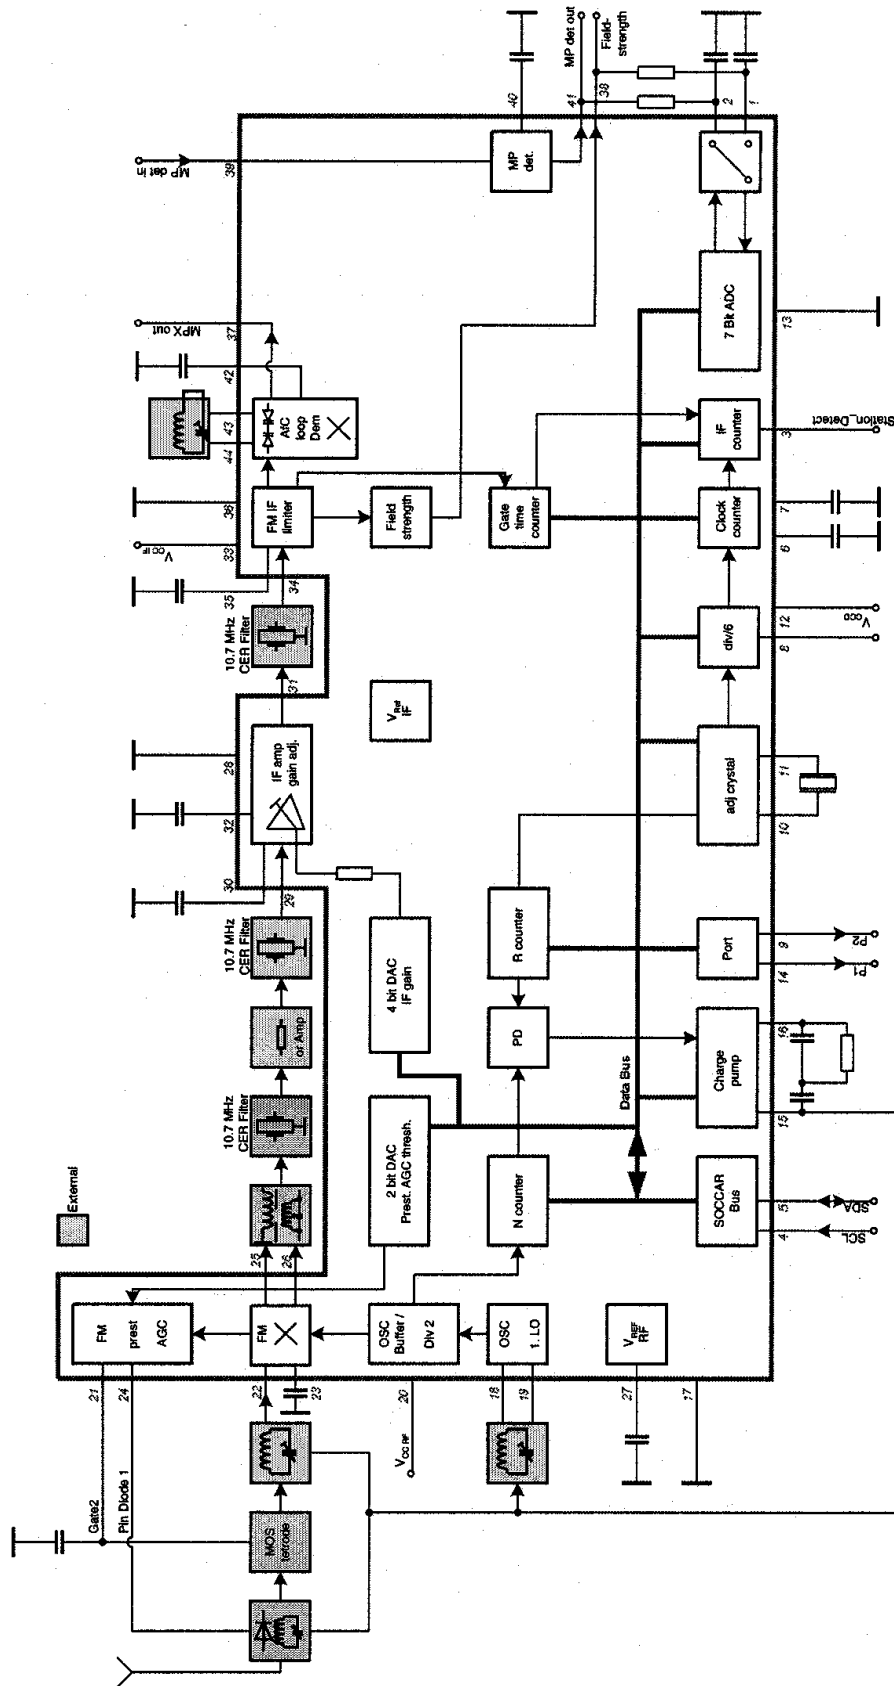 External
Gate2
Pin Diode 1
MOS
tetrode
21
24
22
23
VCC RF
20
18
19
27
17
FM
prest
AGC
FM
OSC
Buffer /
Div 2
OSC
1. LO
VREF
RF
25
26
10.7 MHz
CER Filter
or Amp
10.7 MHz
CER Filter
29
30
32
28
IF amp
gain adj.
31
10.7 MHz
CER Filter
34
35
VCC IF
33
36
FM IF
limiter
44
43
42
37
MPX out
AfC
loop
Dem
MP det in
39
MP
det.
40
41
38
MP det out
Field-
strength
2 bit DAC
Prest. AGC thresh.
4 bit DAC
IF gain
VRef
IF
Field
strength
N counter
PD
R counter
Gate
time
counter
Data Bus
SOCCAR
Bus
Charge
pump
Port
adj crystal
div/6
Clock
counter
IF
counter
7 Bit ADC
2
1
4
5
SCL
SDA
15
16
14
9
P1
P2
10
11
8
12
VCCD
6
7
3
Station_Detect
13